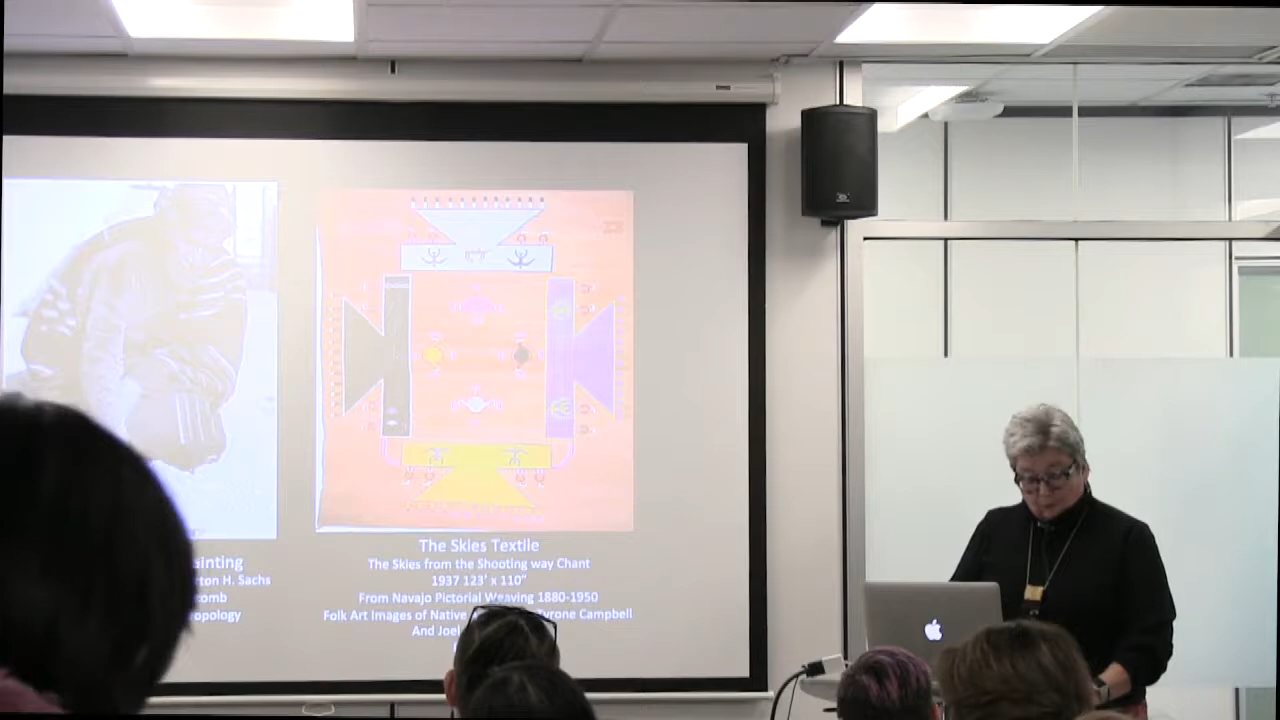 ainting
rton H. Sachs
comb
ropology
The Skies Textile
The Skies from the Shooting way Chant
1937 123' x 110"
From Navajo Pictorial Weaving 1880-1950
Folk Art Images of Native Tyrone Campbell
And Joel